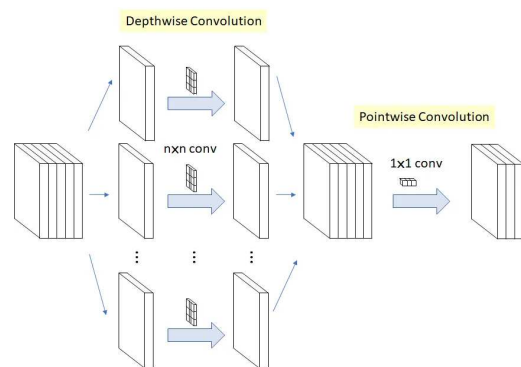 Depthwise Convolution
Pointwise Convolution
nxn conv
1x1 conv